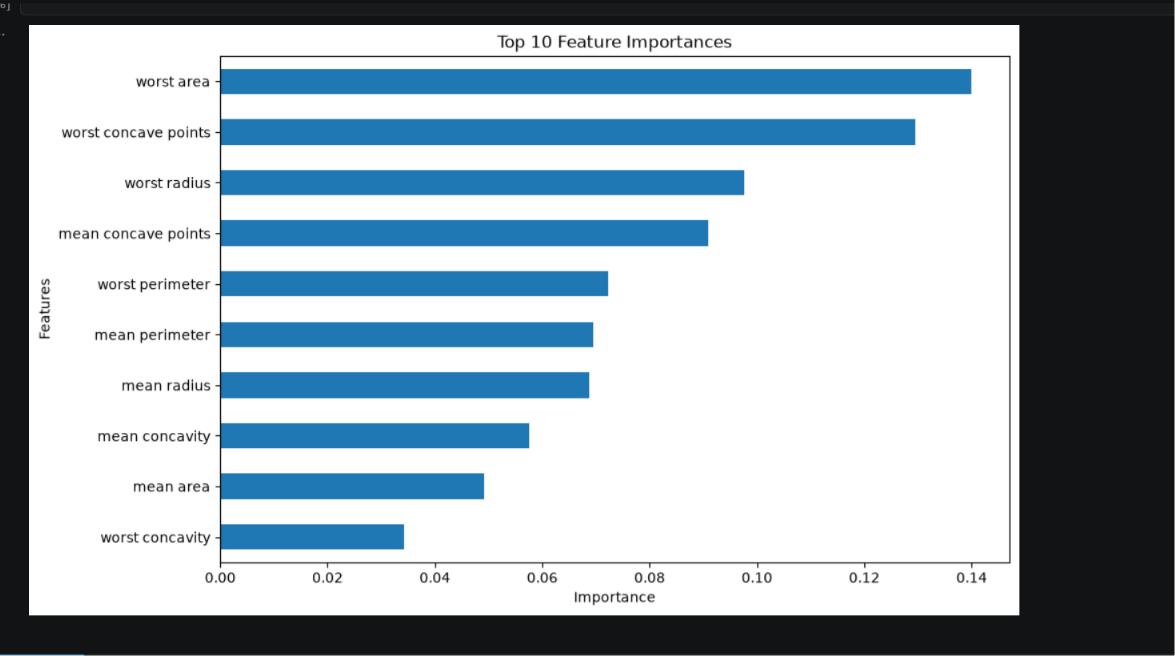 6]
Top 10 Feature Importances
worst area
worst concave points
worst radius
mean concave points
worst perimeter
mean perimeter
mean radius
mean concavity
mean area
worst concavity
Features
0.00 0.02 0.04 0.06 0.08 0.10 0.12 0.14
Importance